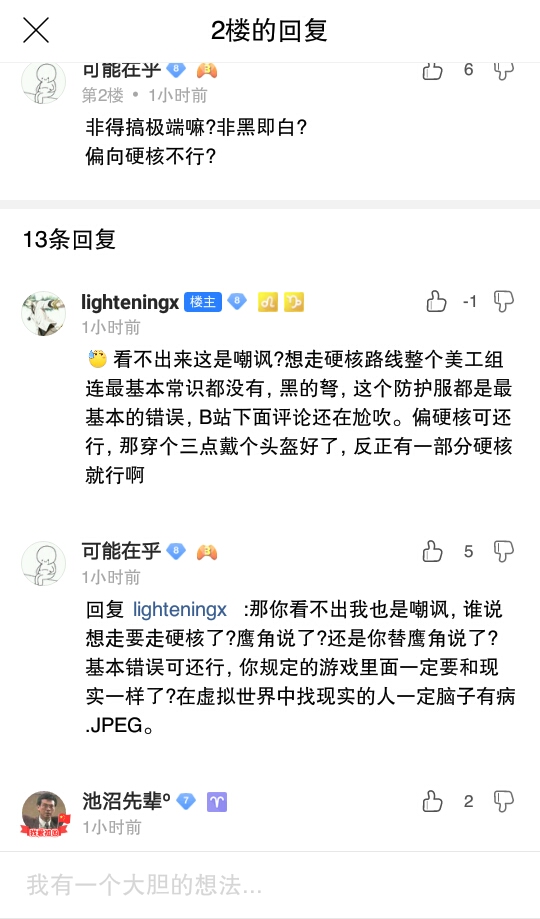 2楼的回复
可能在乎 8 3
6
第2楼 • 1小时前
非得搞极端嘛?非黑即白?
偏向硬核不行?
13条回复
lighteningx 楼主 8 ♌ ♑
-1
1小时前
看不出来这是嘲讽?想走硬核路线整个美工组
连最基本常识都没有, 黑的弩, 这个防护服都是最
基本的错误, B站下面评论还在尬吹。偏硬核可还
行, 那穿个三点戴个头盔好了, 反正有一部分硬核
就行啊
可能在乎 8 3
5
1小时前
回复 lighteningx :那你看不出我也是嘲讽, 谁说
想走要走硬核了?鹰角说了?还是你替鹰角说了?
基本错误可还行, 你规定的游戏里面一定要和现
实一样了?在虚拟世界中找现实的人一定脑子有病
.JPEG。
池沼先辈º 7 ♈
2
1小时前
我有一个大胆的想法...